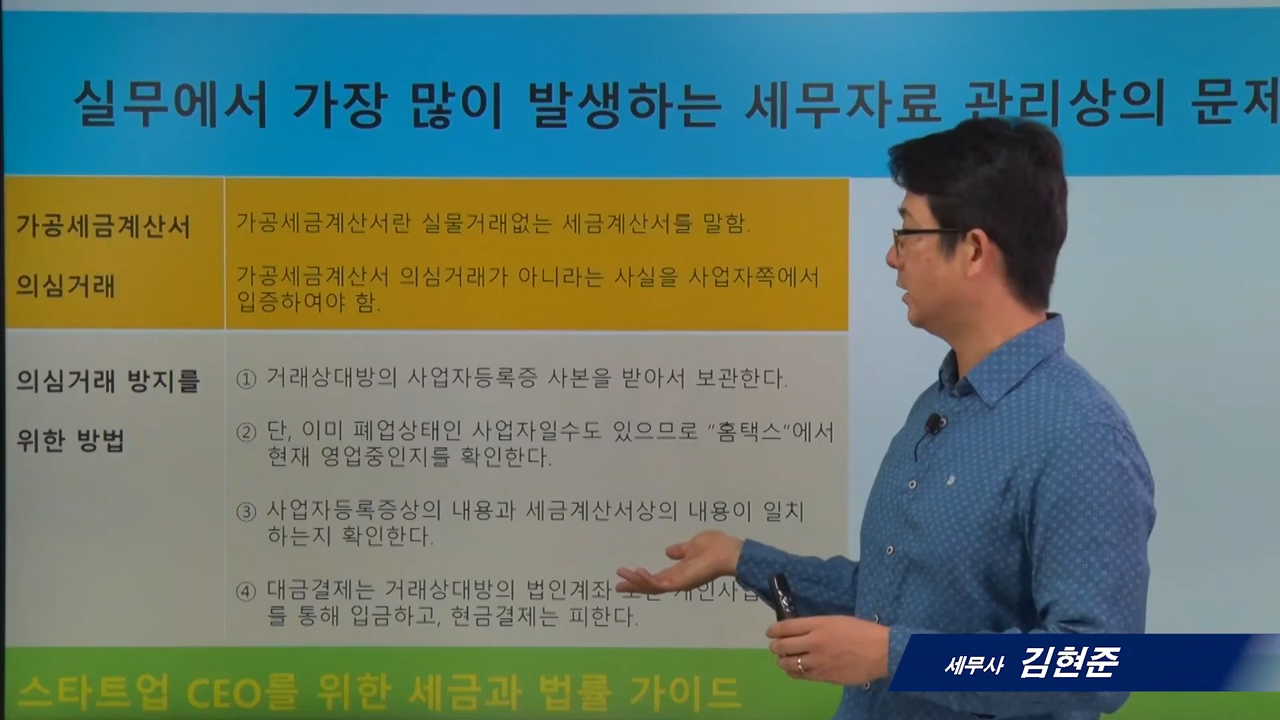 실무에서 가장 많이 발생하는 세무자료 관리상의 문제
가공세금계산서
의심거래
가공세금계산서란 실물거래없는 세금계산서를 말함.
가공세금계산서 의심거래가 아니라는 사실을 사업자쪽에서
입증하여야 함.
의심거래 방지를
위한 방법
① 거래상대방의 사업자등록증 사본을 받아서 보관한다.
② 단, 이미 폐업상태인 사업자일수도 있으므로 “홈택스”에서
현재 영업중인지를 확인한다.
③ 사업자등록증상의 내용과 세금계산서상의 내용이 일치
하는지 확인한다.
④ 대금결제는 거래상대방의 법인계좌 또는 개인사업
를 통해 입금하고, 현금결제는 피한다.
스타트업 CEO를 위한 세금과 법률 가이드
세무사 김현준